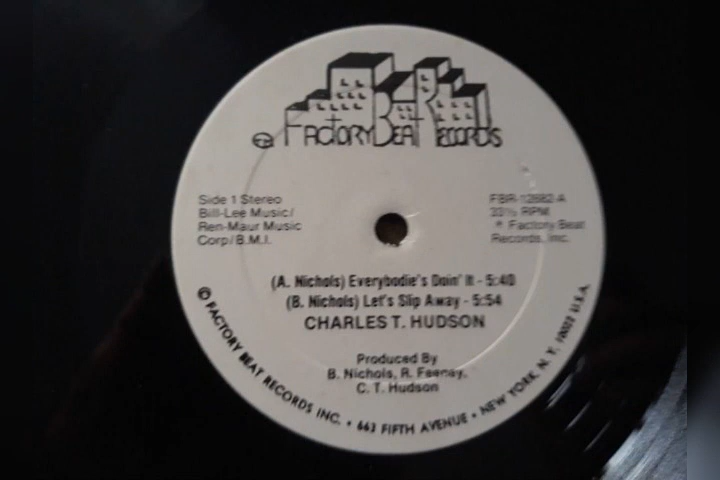 FACTORY BEAT RECORDS
Side 1 Stereo
Bill-Lee Music/
Ren-Maur Music
Corp/B.M.I.
FBR-12682-A
33⅓ RPM
℗ Factory Beat
Records, Inc.
(A. Nichols) Everybodie's Doin' It - 5:40
(B. Nichols) Let's Slip Away - 5:54
CHARLES T. HUDSON
Produced By
B. Nichols, R. Feeney,
C. T. Hudson
© FACTORY BEAT RECORDS INC. • 663 FIFTH AVENUE • NEW YORK, N. Y. 10022 U.S.A.